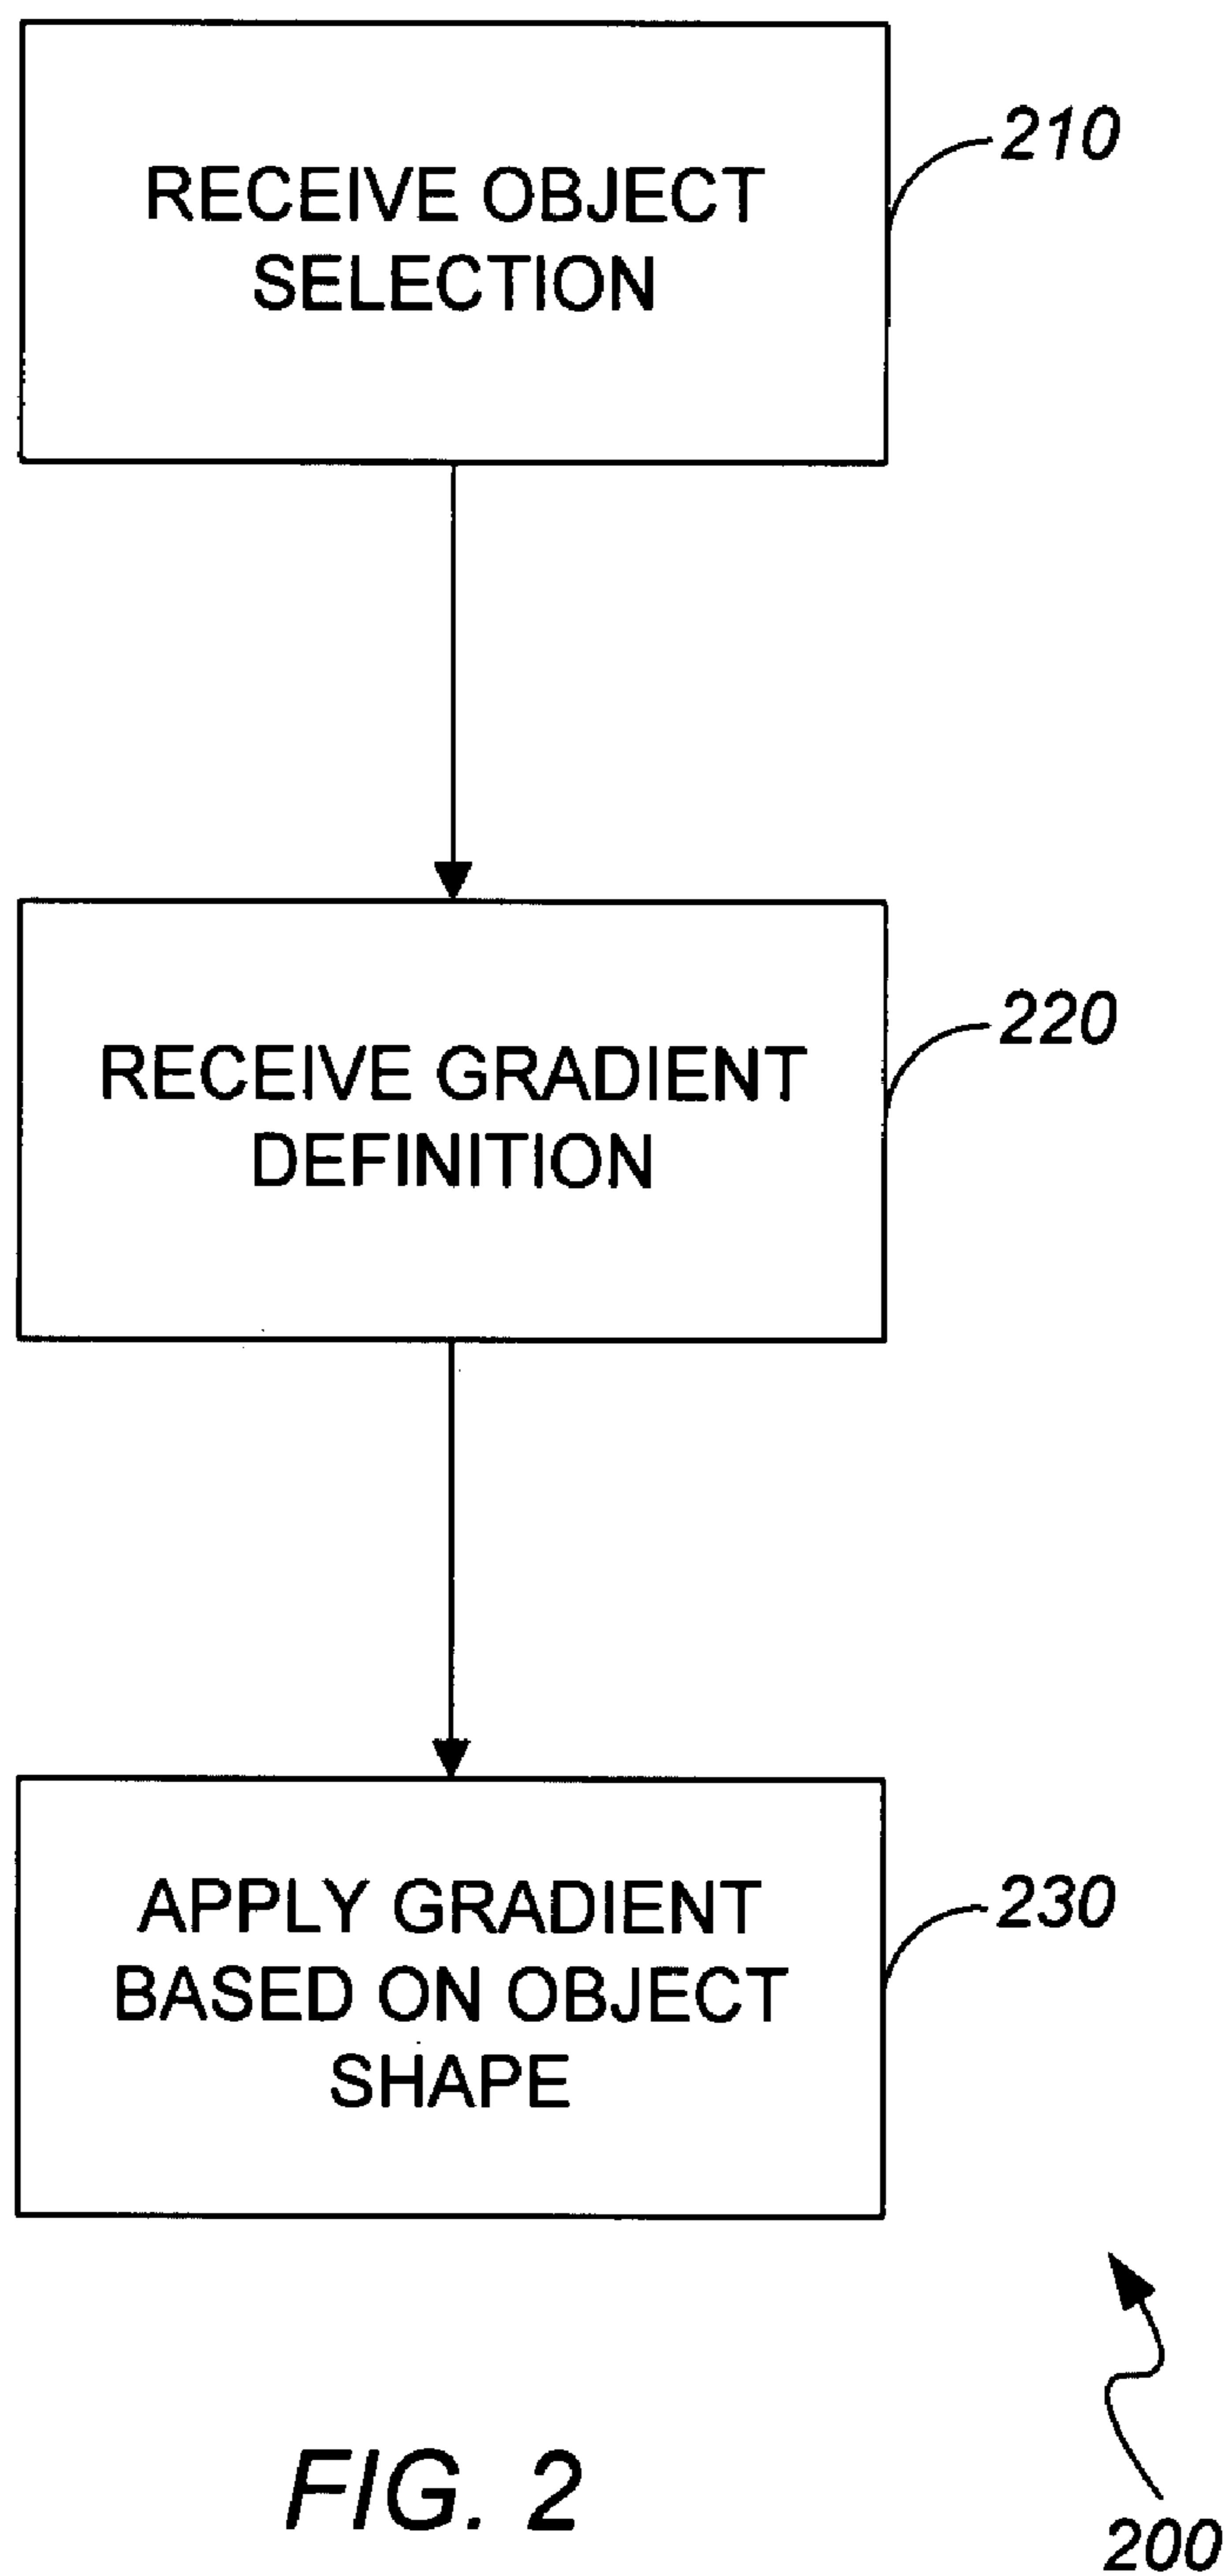 RECEIVE OBJECT
SELECTION
210
RECEIVE GRADIENT
DEFINITION
220
APPLY GRADIENT
BASED ON OBJECT
SHAPE
230
FIG. 2
200